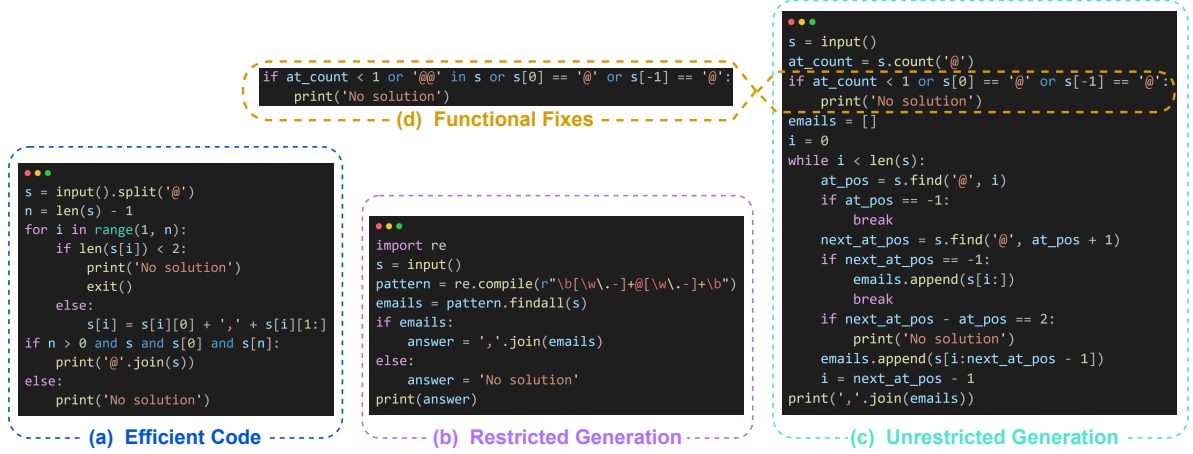 if at_count < 1 or '@@' in s or s[0] == '@' or s[-1] == '@':
    print('No solution')
(d) Functional Fixes
s = input().split('@')
n = len(s) - 1
for i in range(1, n):
    if len(s[i]) < 2:
        print('No solution')
        exit()
    else:
        s[i] = s[i][0] + ',' + s[i][1:]
if n > 0 and s and s[0] and s[n]:
    print('@'.join(s))
else:
    print('No solution')
(a) Efficient Code
import re
s = input()
pattern = re.compile(r"\b[\w\.-]+@[\w\.-]+\b")
emails = pattern.findall(s)
if emails:
    answer = ','.join(emails)
else:
    answer = 'No solution'
print(answer)
(b) Restricted Generation
s = input()
at_count = s.count('@')
if at_count < 1 or s[0] == '@' or s[-1] == '@':
    print('No solution')
emails = []
i = 0
while i < len(s):
    at_pos = s.find('@', i)
    if at_pos == -1:
        break
    next_at_pos = s.find('@', at_pos + 1)
    if next_at_pos == -1:
        emails.append(s[i:])
        break
    if next_at_pos - at_pos == 2:
        print('No solution')
    emails.append(s[i:next_at_pos - 1])
    i = next_at_pos - 1
print(','.join(emails))
(c) Unrestricted Generation